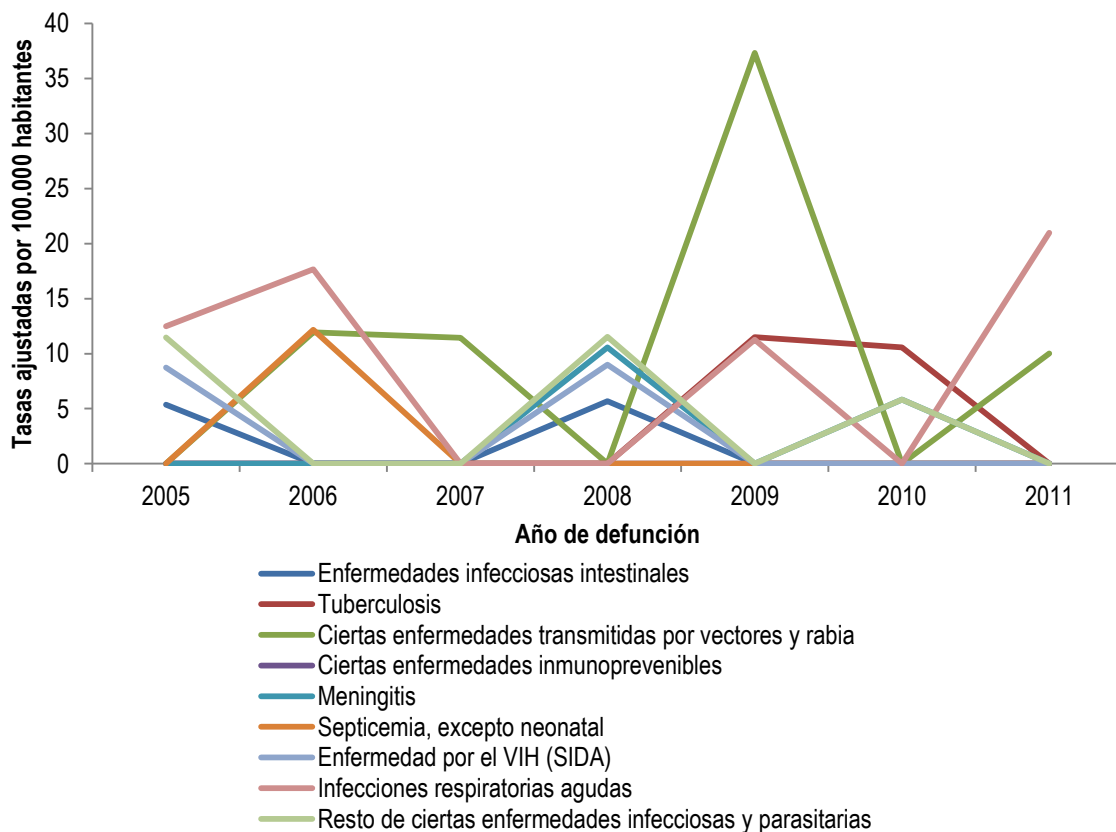 Tasas ajustadas por 100.000 habitantes
40
35
30
25
20
15
10
5
0
2005 2006 2007 2008 2009 2010 2011
Año de defunción
Enfermedades infecciosas intestinales
Tuberculosis
Ciertas enfermedades transmitidas por vectores y rabia
Ciertas enfermedades inmunoprevenibles
Meningitis
Septicemia, excepto neonatal
Enfermedad por el VIH (SIDA)
Infecciones respiratorias agudas
Resto de ciertas enfermedades infecciosas y parasitarias